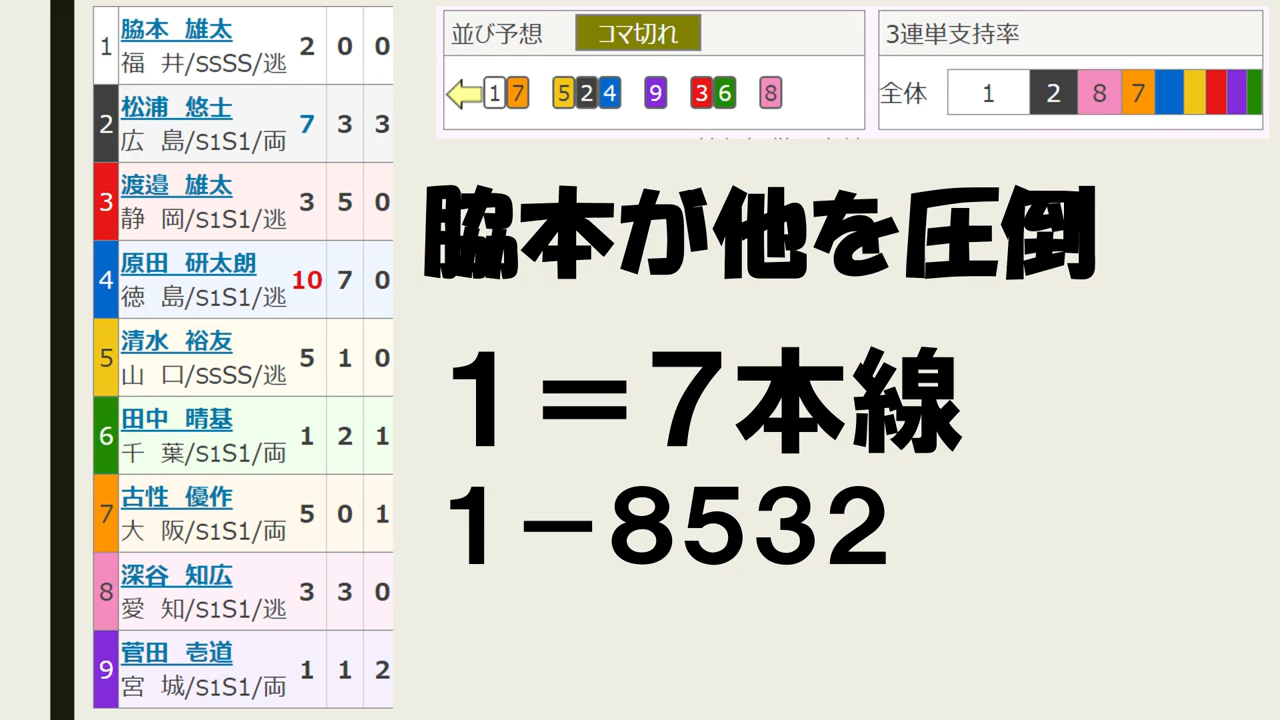 1 脇本 雄太 2 0 0
福 井/SSSS/逃
2 松浦 悠士 7 3 3
広 島/S1S1/両
3 渡邉 雄太 3 5 0
静 岡/S1S1/逃
4 原田 研太朗 10 7 0
徳 島/S1S1/逃
5 清水 裕友 5 1 0
山 口/SSSS/逃
6 田中 晴基 1 2 1
千 葉/S1S1/両
7 古性 優作 5 0 1
大 阪/S1S1/両
8 深谷 知広 3 3 0
愛 知/S1S1/逃
9 菅田 壱道 1 1 2
宮 城/S1S1/両
並び予想 コマ切れ
1 7 5 2 4 9 3 6 8
3連単支持率
全体 1 2 8 7
脇本が他を圧倒
1=7本線
1-8532